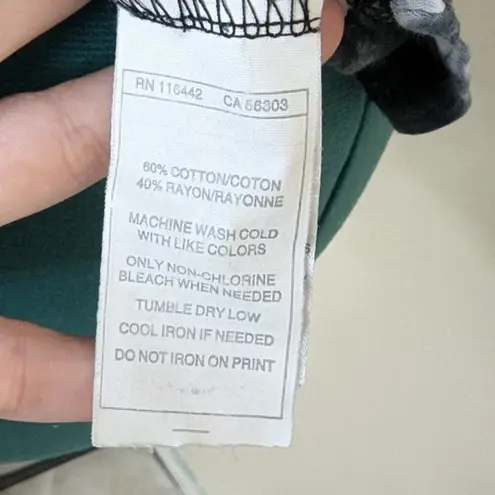 RN 116442 CA 56303
60% COTTON/COTON
40% RAYON/RAYONNE
MACHINE WASH COLD
WITH LIKE COLORS
ONLY NON-CHLORINE
BLEACH WHEN NEEDED
TUMBLE DRY LOW
COOL IRON IF NEEDED
DO NOT IRON ON PRINT